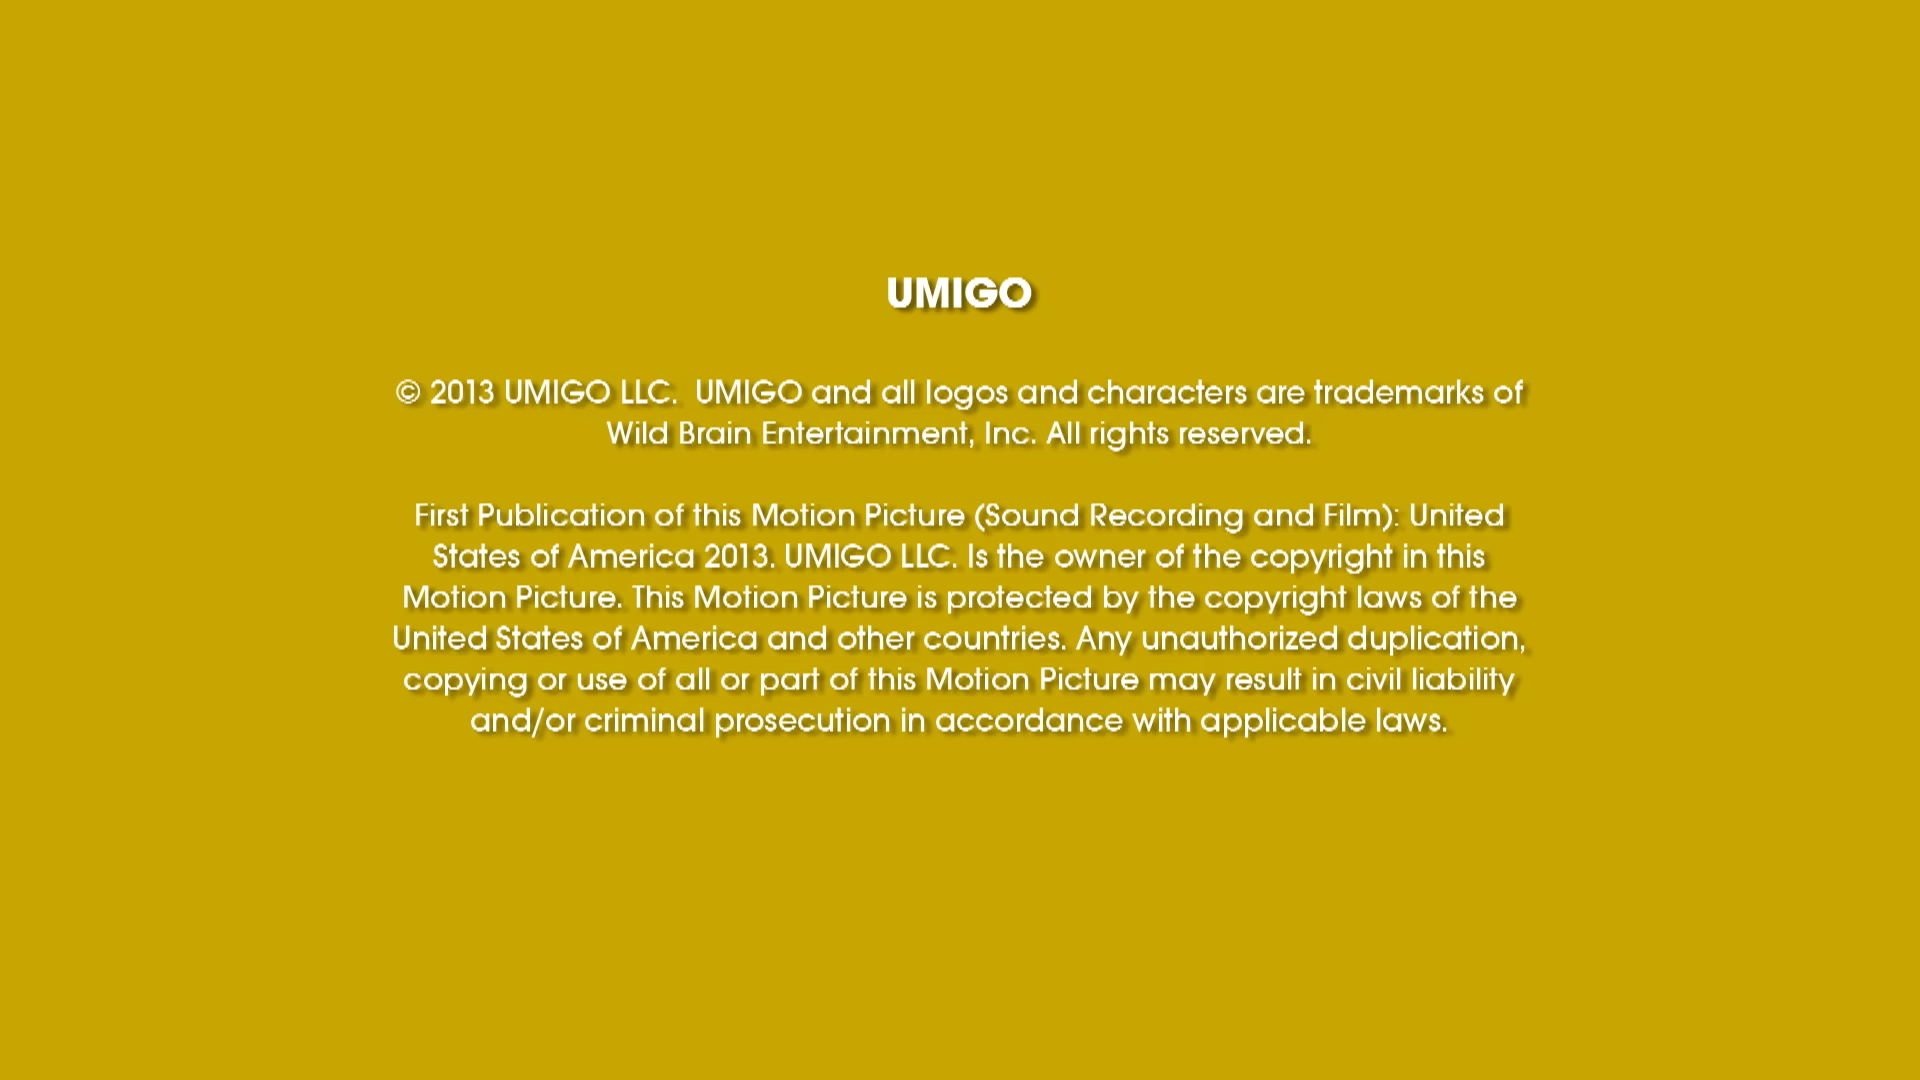 UMIGO
© 2013 UMIGO LLC.  UMIGO and all logos and characters are trademarks of
Wild Brain Entertainment, Inc. All rights reserved.
First Publication of this Motion Picture (Sound Recording and Film): United
States of America 2013. UMIGO LLC. Is the owner of the copyright in this
Motion Picture. This Motion Picture is protected by the copyright laws of the
United States of America and other countries. Any unauthorized duplication,
copying or use of all or part of this Motion Picture may result in civil liability
and/or criminal prosecution in accordance with applicable laws.